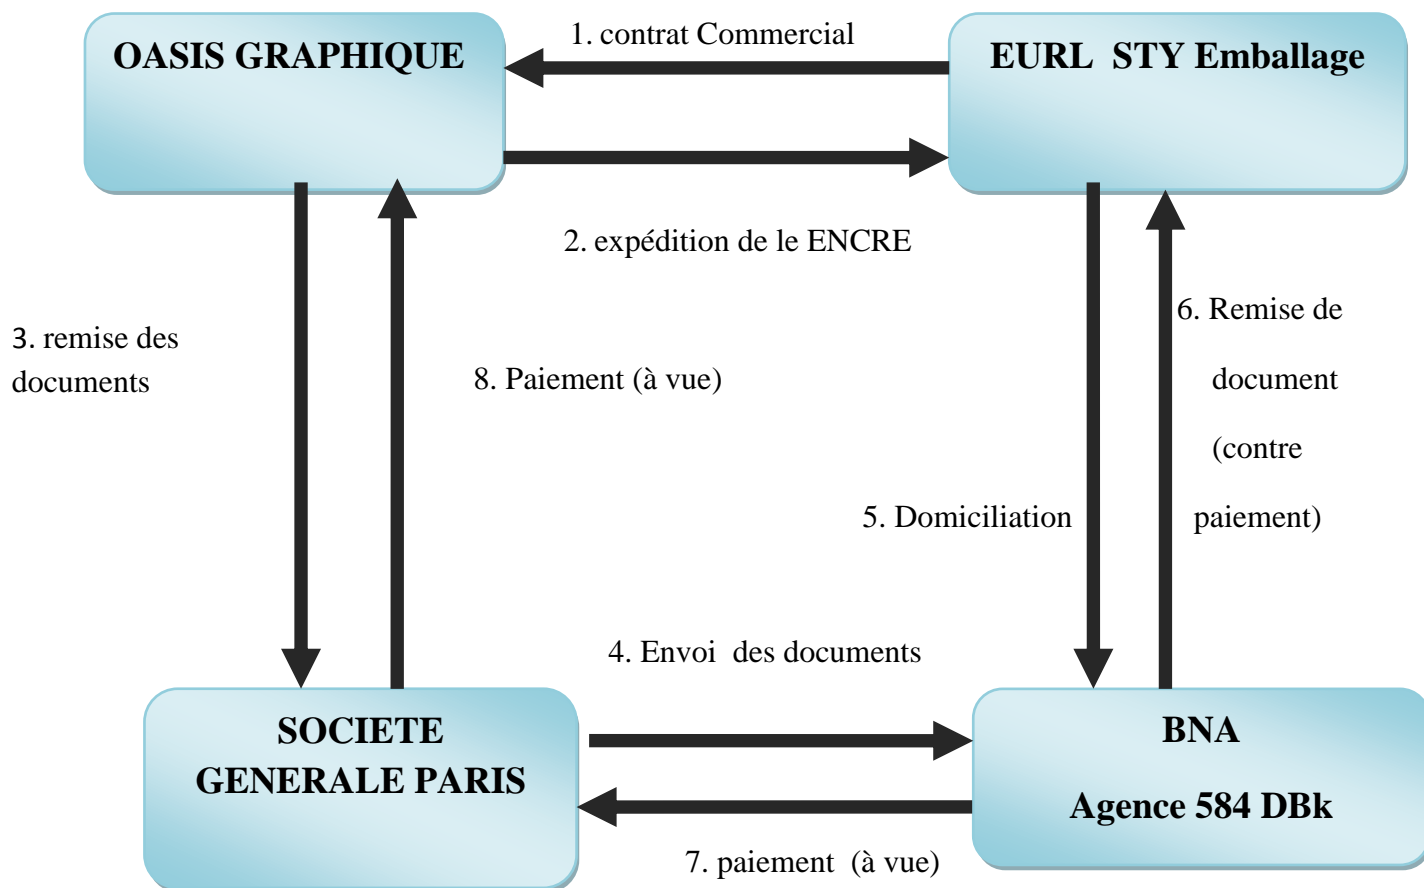 OASIS GRAPHIQUE
1. contrat Commercial
EURL STY Emballage
2. expédition de le ENCRE
3. remise des
documents
8. Paiement (à vue)
6. Remise de
document
(contre
paiement)
5. Domiciliation
4. Envoi des documents
SOCIETE
GENERALE PARIS
BNA
Agence 584 DBk
7. paiement (à vue)